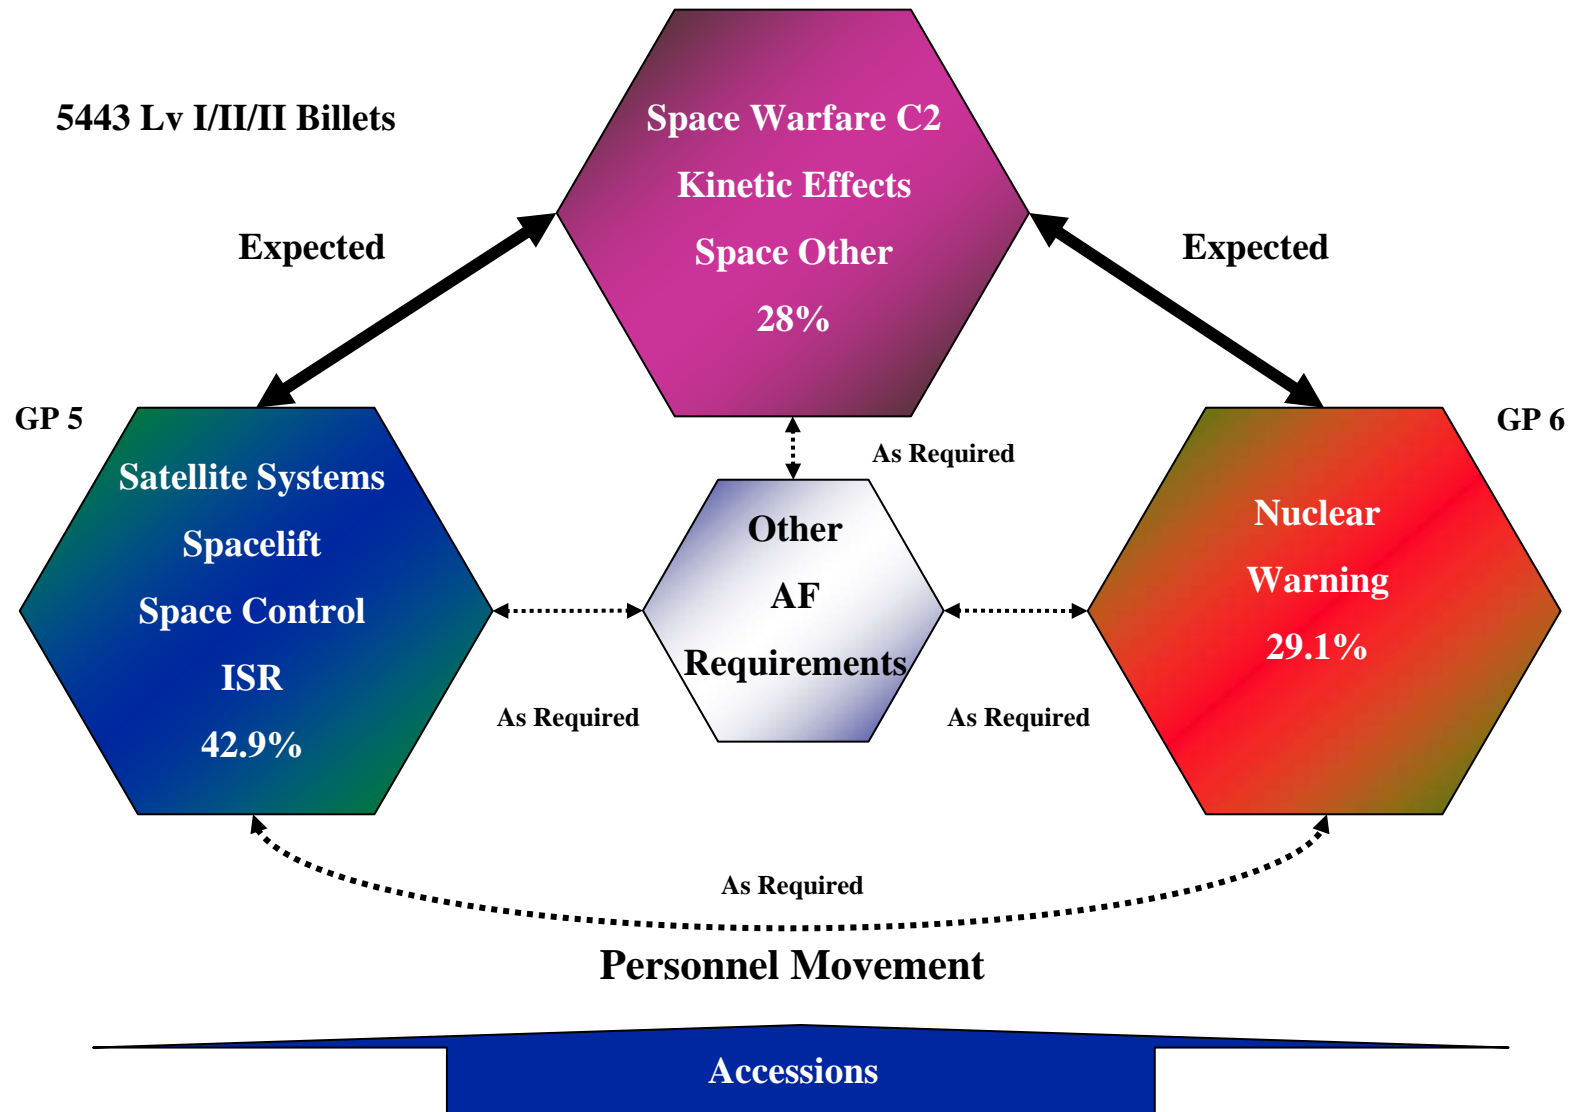 5443 Lv I/II/II Billets
Space Warfare C2
Kinetic Effects
Space Other
28%
Expected
Expected
GP 5
GP 6
As Required
Satellite Systems
Spacelift
Space Control
ISR
42.9%
Other
AF
Requirements
Nuclear
Warning
29.1%
As Required
As Required
As Required
Personnel Movement
Accessions